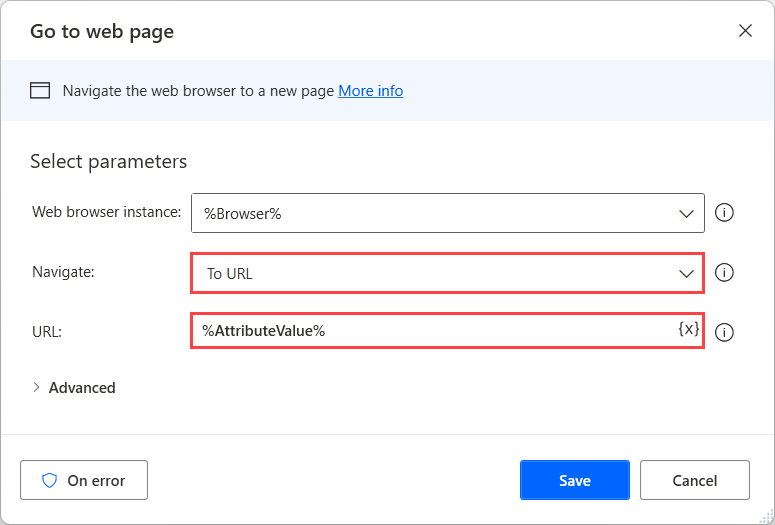 Go to web page
Navigate the web browser to a new page More info
Select parameters
Web browser instance: %Browser%
Navigate: To URL
URL: %AttributeValue% {x}
Advanced
On error Save Cancel